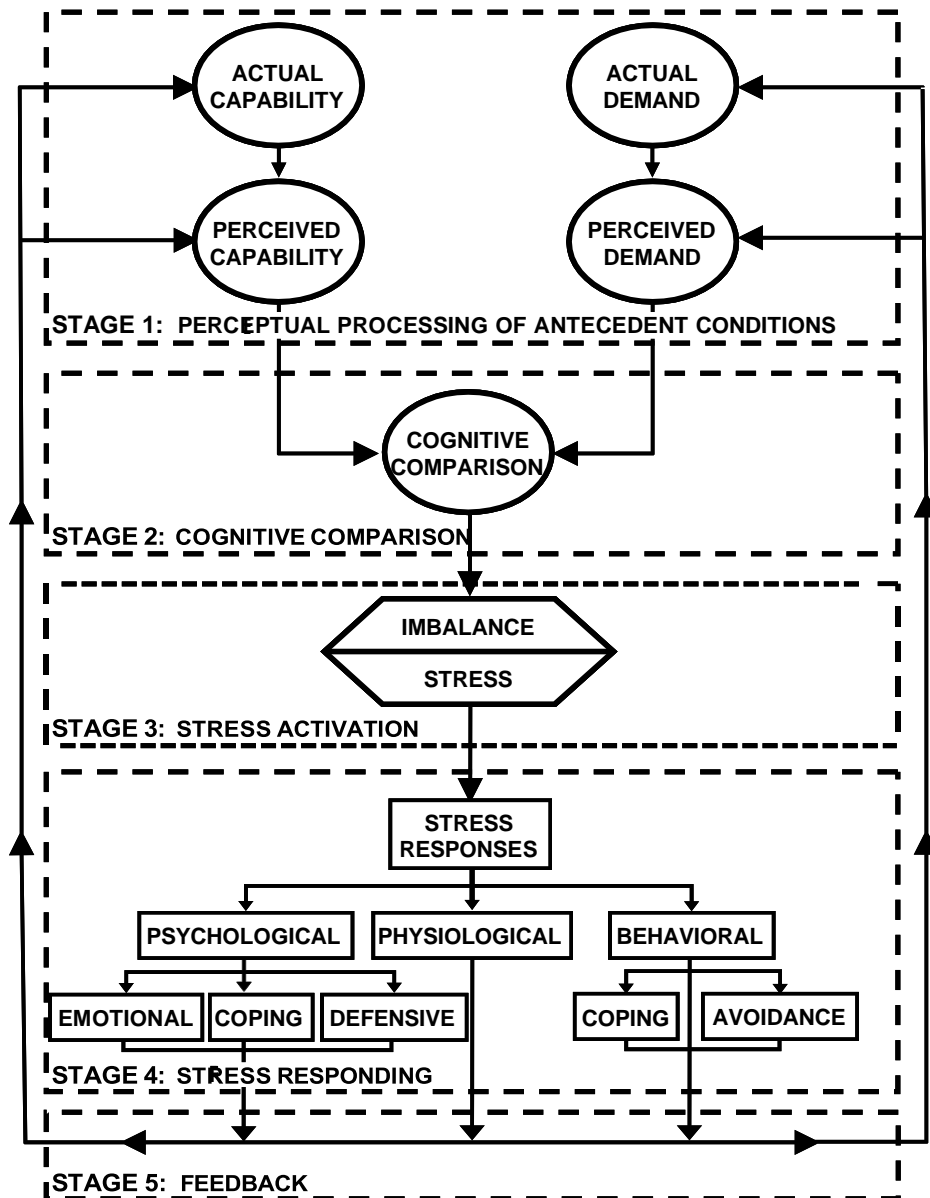 ACTUAL
CAPABILITY
ACTUAL
DEMAND
PERCEIVED
CAPABILITY
PERCEIVED
DEMAND
STAGE 1: PERCEPTUAL PROCESSING OF ANTECEDENT CONDITIONS
COGNITIVE
COMPARISON
STAGE 2: COGNITIVE COMPARISON
IMBALANCE
STRESS
STAGE 3: STRESS ACTIVATION
STRESS
RESPONSES
PSYCHOLOGICAL
PHYSIOLOGICAL
BEHAVIORAL
EMOTIONAL
COPING
DEFENSIVE
COPING
AVOIDANCE
STAGE 4: STRESS RESPONDING
STAGE 5: FEEDBACK